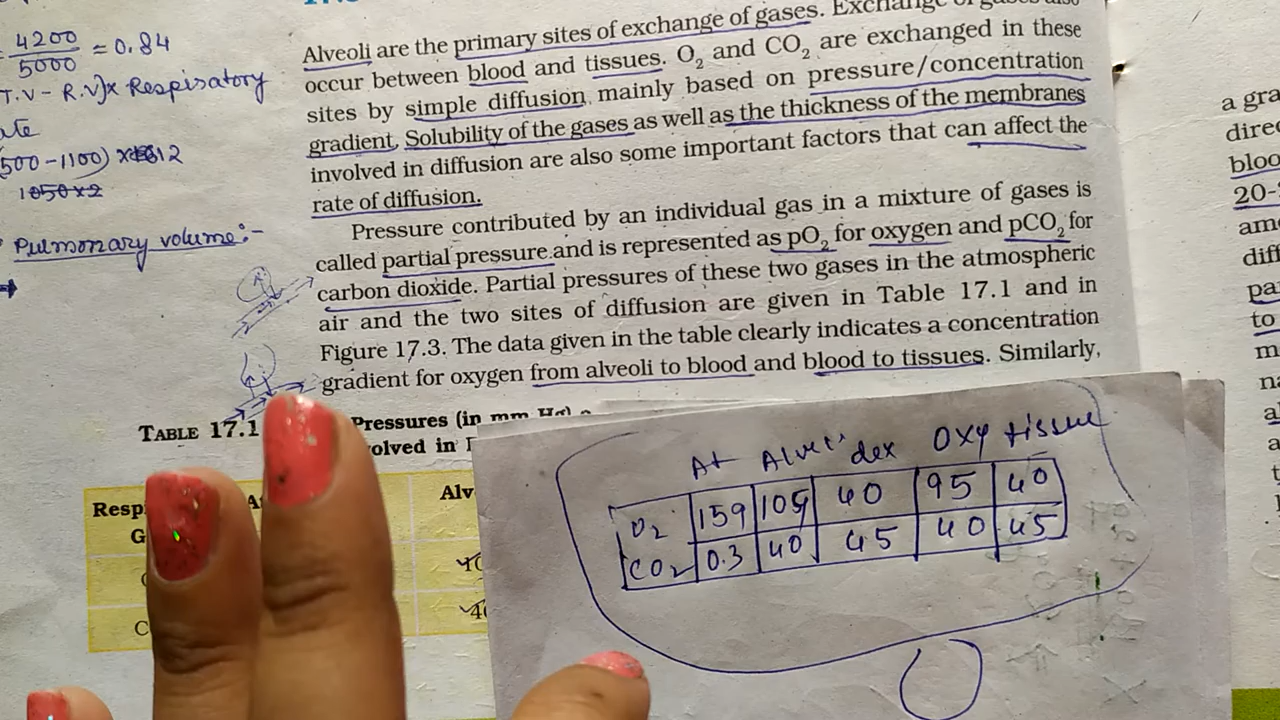 4200
5000
= 0.84
T.V - R.V)x Respisatory
ate
500-1100) x 12
1050x2
Pulmonary volume:-
Alveoli are the primary sites of exchange of gases. Exchange of gases also
occur between blood and tissues. O2 and CO2 are exchanged in these
sites by simple diffusion mainly based on pressure/concentration
gradient. Solubility of the gases as well as the thickness of the membranes
involved in diffusion are also some important factors that can affect the
rate of diffusion.
Pressure contributed by an individual gas in a mixture of gases is
called partial pressure and is represented as pO2 for oxygen and pCO2 for
carbon dioxide. Partial pressures of these two gases in the atmospheric
air and the two sites of diffusion are given in Table 17.1 and in
Figure 17.3. The data given in the table clearly indicates a concentration
gradient for oxygen from alveoli to blood and blood to tissues. Similarly,
TABLE 17.1 Pressures (in mm Hg)
olved in
Resp
Alv
At Alveι' dex Oxy tissue
O2 159 104 40 95 40
CO2 0.3 40 45 40 45
a gra
direc
bloo
20-
am
diff
pa
to
m
na
al
a